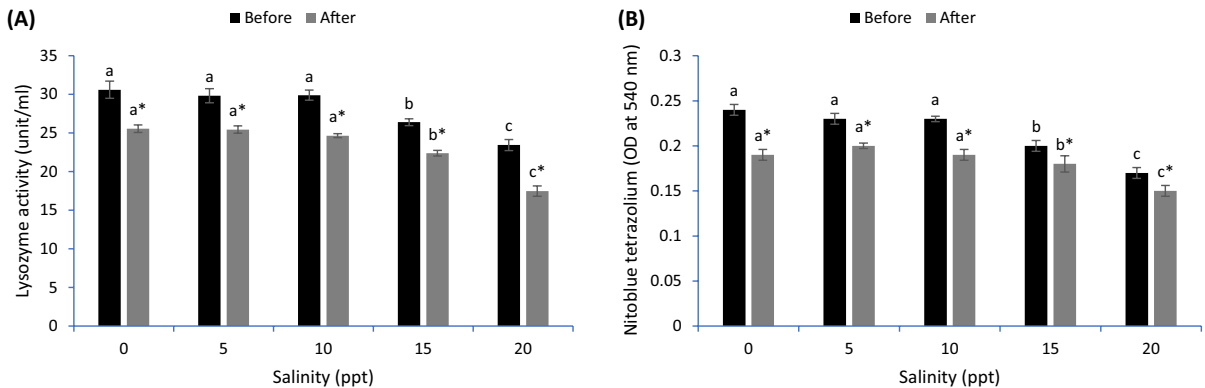 (A)
Before After
Lysozyme activity (unit/ml)
35
30
25
20
15
10
5
0
a a* a a* a a* b b* c c*
0 5 10 15 20
Salinity (ppt)
(B)
Before After
Nitoblue tetrazolium (OD at 540 nm)
0.3
0.25
0.2
0.15
0.1
0.05
0
a a* a a* a a* b b* c c*
0 5 10 15 20
Salinity (ppt)